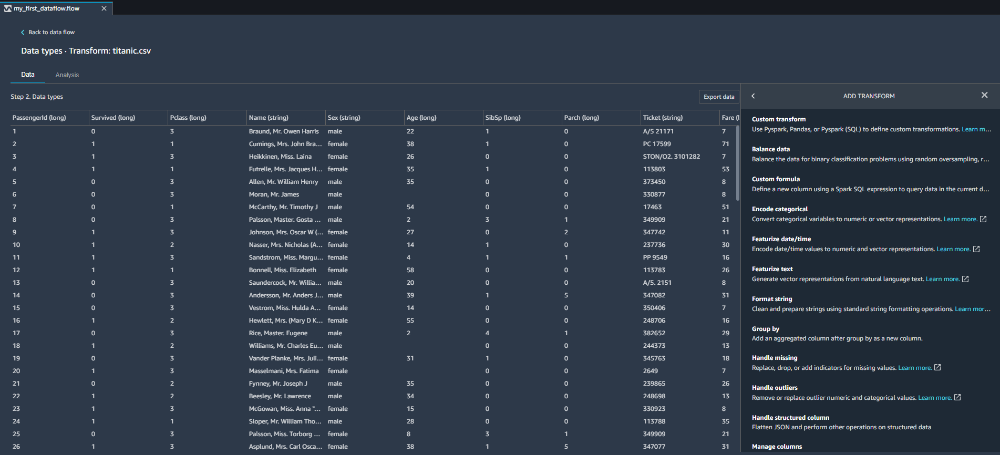 my_first_dataflow.flow
Back to data flow
Data types · Transform: titanic.csv
Data Analysis
Step 2. Data types Export data
PassengerId (long) Survived (long) Pclass (long) Name (string) Sex (string) Age (long) SibSp (long) Parch (long) Ticket (string) Fare (l
1 0 3 Braund, Mr. Owen Harris male 22 1 0 A/5 21171 7
2 1 1 Cumings, Mrs. John Bra... female 38 1 0 PC 17599 71
3 1 3 Heikkinen, Miss. Laina female 26 0 0 STON/O2. 3101282 7
4 1 1 Futrelle, Mrs. Jacques H... female 35 1 0 113803 53
5 0 3 Allen, Mr. William Henry male 35 0 0 373450 8
6 0 3 Moran, Mr. James male 0 0 330877 8
7 0 1 McCarthy, Mr. Timothy J male 54 0 0 17463 51
8 0 3 Palsson, Master. Gosta ... male 2 3 1 349909 21
9 1 3 Johnson, Mrs. Oscar W (... female 27 0 2 347742 11
10 1 2 Nasser, Mrs. Nicholas (A... female 14 1 0 237736 30
11 1 3 Sandstrom, Miss. Margu... female 4 1 1 PP 9549 16
12 1 1 Bonnell, Miss. Elizabeth female 58 0 0 113783 26
13 0 3 Saundercock, Mr. Willia... male 20 0 0 A/5. 2151 8
14 0 3 Andersson, Mr. Anders J... male 39 1 5 347082 31
15 0 3 Vestrom, Miss. Hulda A... female 14 0 0 350406 7
16 1 2 Hewlett, Mrs. (Mary D K... female 55 0 0 248706 16
17 0 3 Rice, Master. Eugene male 2 4 1 382652 29
18 1 2 Williams, Mr. Charles Eu... male 0 0 244373 13
19 0 3 Vander Planke, Mrs. Juli... female 31 1 0 345763 18
20 1 3 Masselmani, Mrs. Fatima female 0 0 2649 7
21 0 2 Fynney, Mr. Joseph J male 35 0 0 239865 26
22 1 2 Beesley, Mr. Lawrence male 34 0 0 248698 13
23 1 3 McGowan, Miss. Anna "... female 15 0 0 330923 8
24 1 1 Sloper, Mr. William Tho... male 28 0 0 113788 35
25 0 3 Palsson, Miss. Torborg ... female 8 3 1 349909 21
26 1 3 Asplund, Mrs. Carl Osca... female 38 1 5 347077 31
ADD TRANSFORM
Custom transform
Use Pyspark, Pandas, or Pyspark (SQL) to define custom transformations. Learn m...
Balance data
Balance the data for binary classification problems using random oversampling, r...
Custom formula
Define a new column using a Spark SQL expression to query data in the current d...
Encode categorical
Convert categorical variables to numeric or vector representations. Learn more.
Featurize date/time
Encode date/time values to numeric and vector representations. Learn more.
Featurize text
Generate vector representations from natural language text. Learn more.
Format string
Clean and prepare strings using standard string formatting operations. Learn mor...
Group by
Add an aggregated column after group by as a new column.
Handle missing
Replace, drop, or add indicators for missing values. Learn more.
Handle outliers
Remove or replace outlier numeric and categorical values. Learn more.
Handle structured column
Flatten JSON and perform other operations on structured data
Manage columns